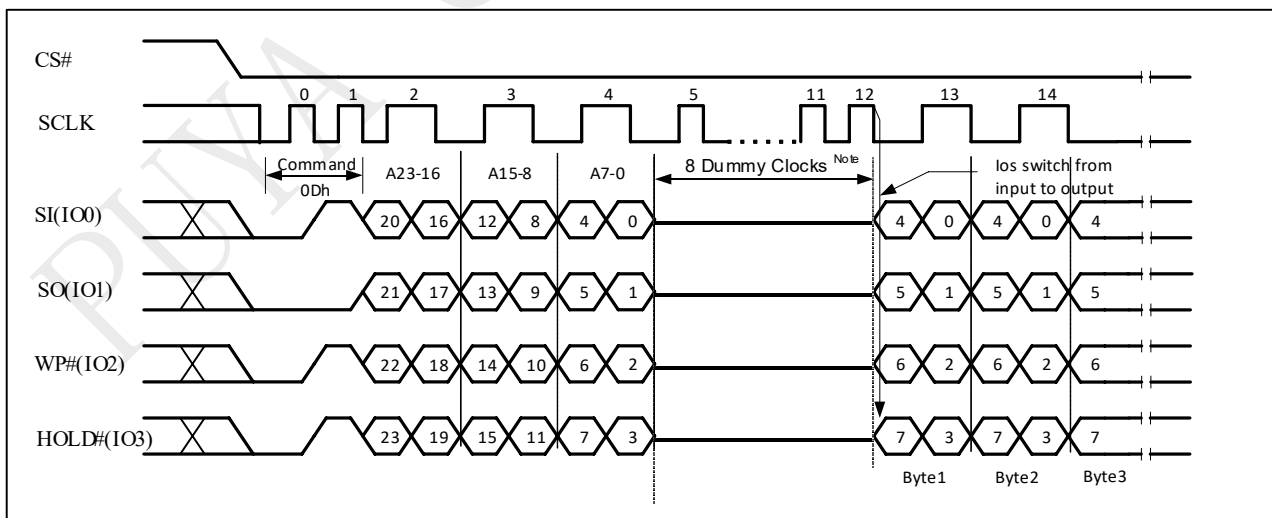 PUYA
CS#
0 1 2 3 4 5 11 12 13 14
SCLK
Command A23-16 A15-8 A7-0 8 Dummy Clocks Note Ios switch from
0Dh input to output
SI(IO0) 20 16 12 8 4 0 4 0 4 0 4
SO(IO1) 21 17 13 9 5 1 5 1 5 1 5
WP#(IO2) 22 18 14 10 6 2 6 2 6 2 6
HOLD#(IO3) 23 19 15 11 7 3 7 3 7 3 7
Byte1 Byte2 Byte3